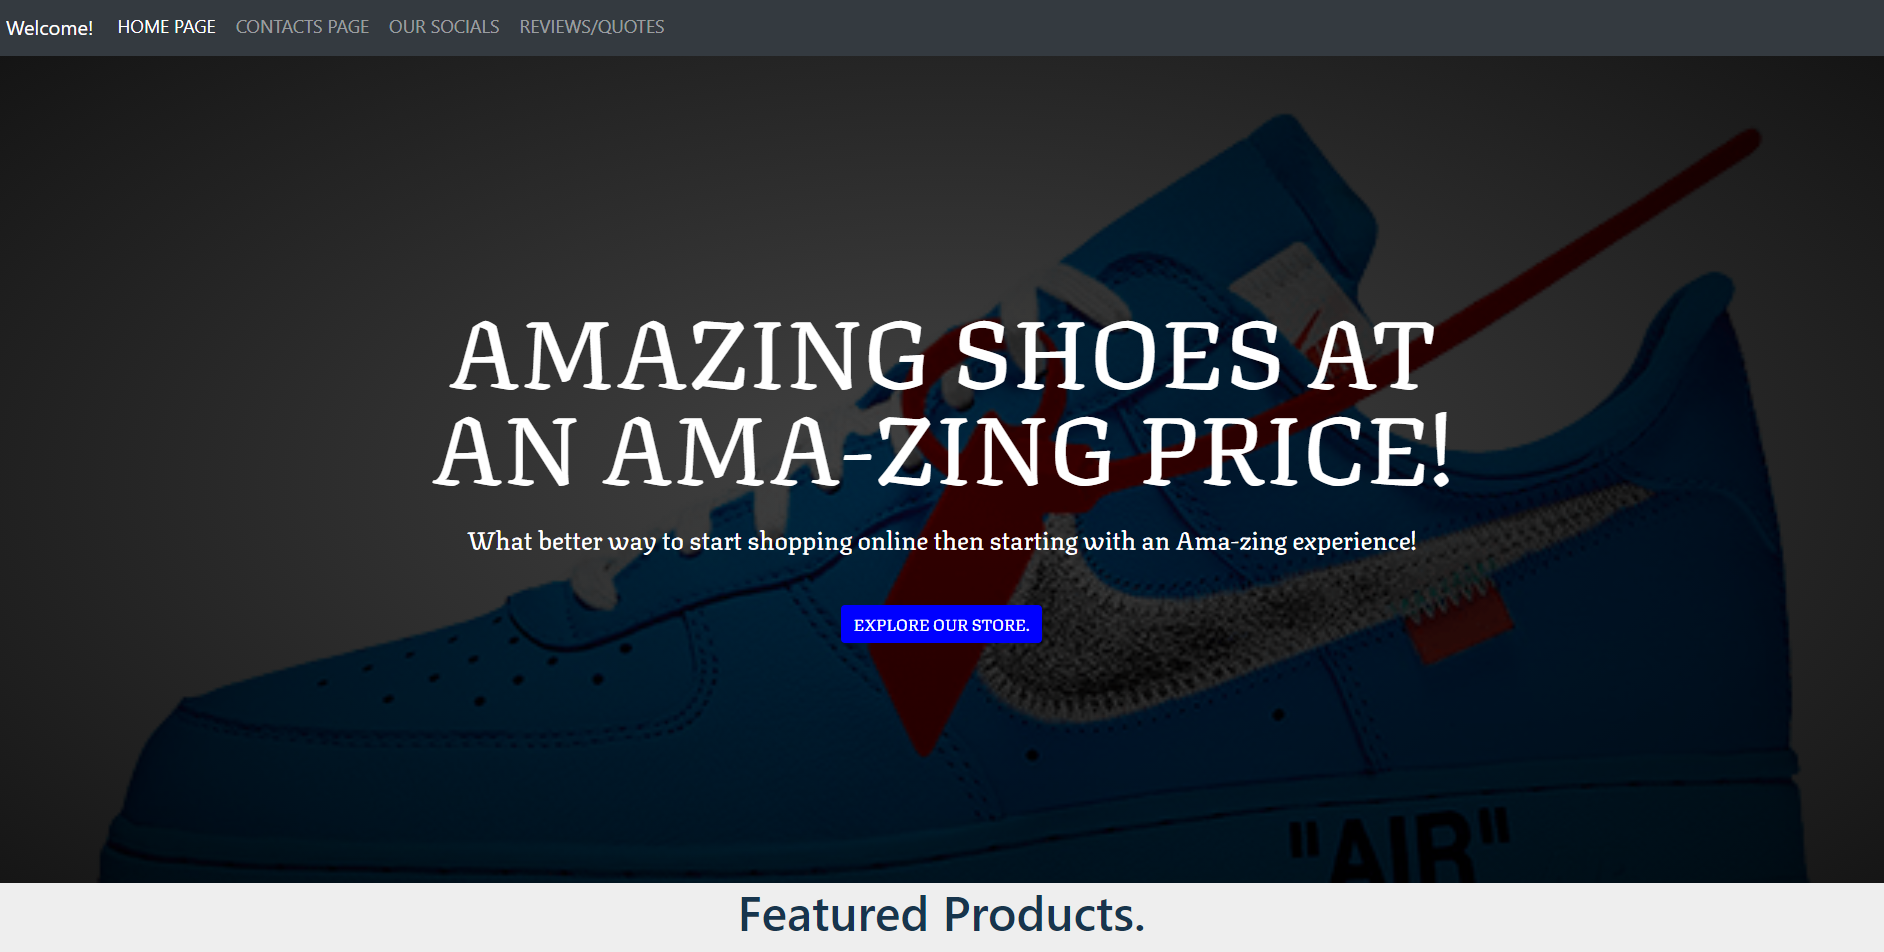 Welcome! HOME PAGE CONTACTS PAGE OUR SOCIALS REVIEWS/QUOTES
AMAZING SHOES AT
AN AMA-ZING PRICE!
What better way to start shopping online then starting with an Ama-zing experience!
EXPLORE OUR STORE.
"AIR"
Featured Products.